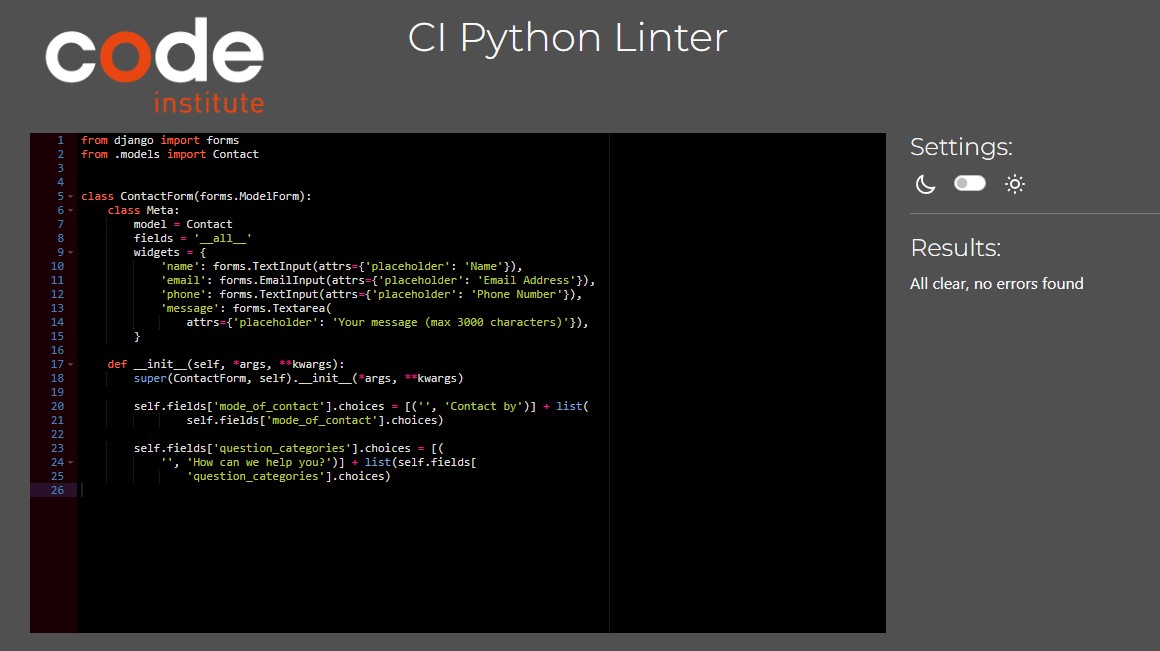 code
institute
CI Python Linter
1 from django import forms
2 from .models import Contact
3
4
5 class ContactForm(forms.ModelForm):
6     class Meta:
7         model = Contact
8         fields = '__all__'
9         widgets = {
10             'name': forms.TextInput(attrs={'placeholder': 'Name'}),
11             'email': forms.EmailInput(attrs={'placeholder': 'Email Address'}),
12             'phone': forms.TextInput(attrs={'placeholder': 'Phone Number'}),
13             'message': forms.Textarea(
14                 attrs={'placeholder': 'Your message (max 3000 characters)'}),
15         }
16
17     def __init__(self, *args, **kwargs):
18         super(ContactForm, self).__init__(*args, **kwargs)
19
20         self.fields['mode_of_contact'].choices = [('', 'Contact by')] + list(
21                 self.fields['mode_of_contact'].choices)
22
23         self.fields['question_categories'].choices = [(
24             '', 'How can we help you?')] + list(self.fields[
25                 'question_categories'].choices)
26
Settings:
Results:
All clear, no errors found